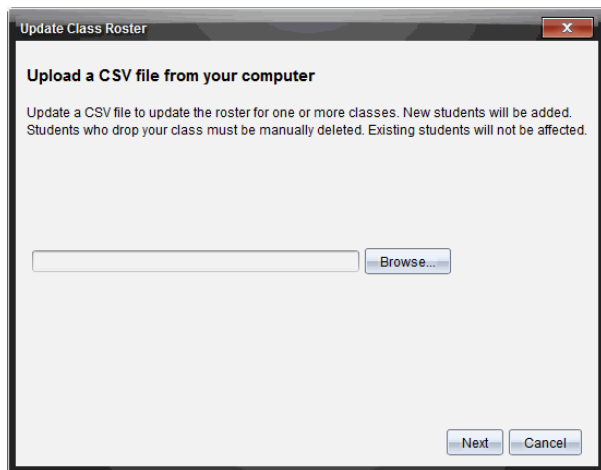 Update Class Roster
x
Upload a CSV file from your computer
Update a CSV file to update the roster for one or more classes. New students will be added.
Students who drop your class must be manually deleted. Existing students will not be affected.
Browse...
Next Cancel